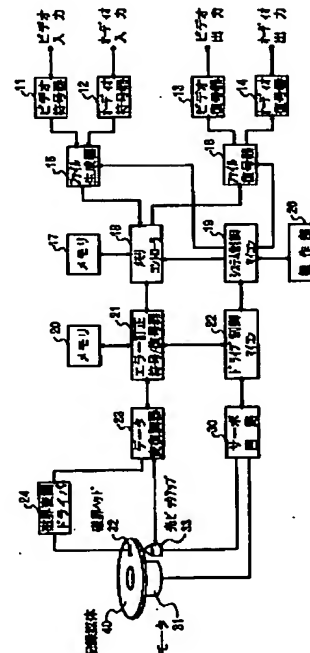 24
磁界変調
ドライバ
記録媒体
40
磁界ヘッド
32
光ピックアップ
33
モータ
31
23
データ
変復調器
30
サーボ
回路
20
メモリ
21
エラー訂正
符号/復号器
22
ドライブ制御
マイコン
17
メモリ
18
メモリ
コントローラ
19
システム制御
マイコン
26
操作部
15
ファイル
生成器
16
ファイル
復号器
11
ビデオ
符号器
12
オーディオ
符号器
13
ビデオ
復号器
14
オーディオ
復号器
ビデオ
入力
オーディオ
入力
ビデオ
出力
オーディオ
出力